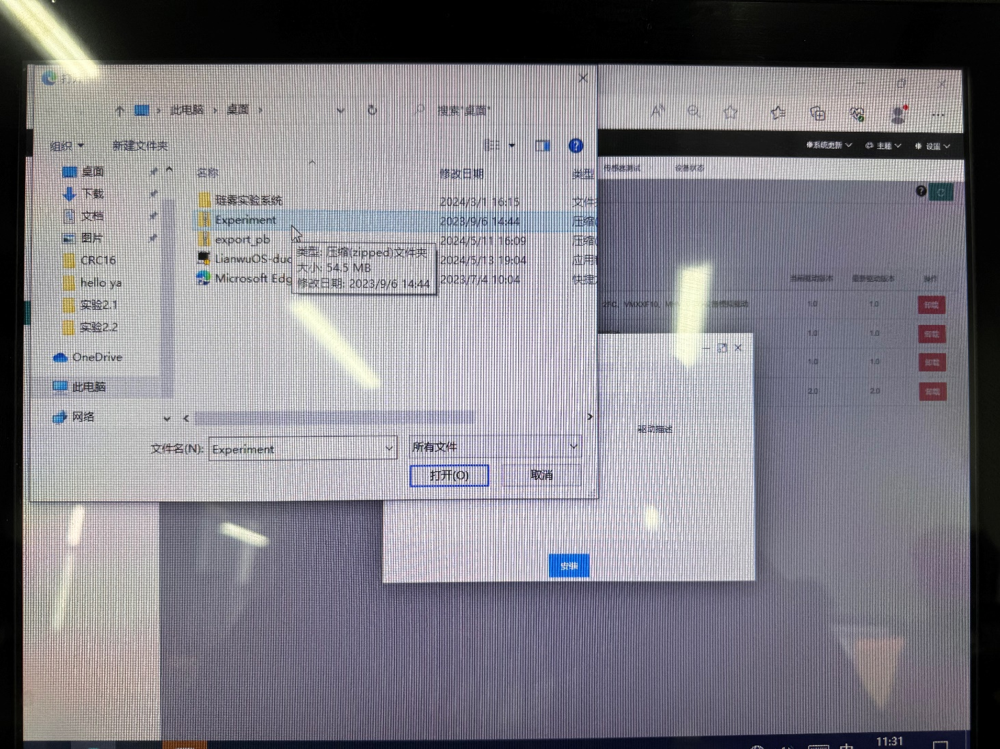 打
此电脑 › 桌面 ›
搜索"桌面"
组织
新建文件夹
系统更新
主题
设置
传感器测试
设备状态
桌面
下载
文档
图片
CRC16
hello ya
实验2.1
实验2.2
OneDrive
此电脑
网络
名称
修改日期
类型
琏雾实验系统
2024/3/1 16:15
文件
Experiment
2023/9/6 14:44
压缩(
export_pb
2024/5/11 16:09
压缩(
LianwuOS-duo
2024/5/13 19:04
应用
Microsoft Edg
2023/7/4 10:04
快捷
类型: 压缩(zipped)文件夹
大小: 54.5 MB
修改日期: 2023/9/6 14:44
当前驱动版本
最新驱动版本
操作
1.0
1.0
卸载
1.0
1.0
卸载
1.0
1.0
卸载
2.0
2.0
卸载
驱动描述
文件名(N):
Experiment
所有文件
打开(O)
取消
安装
中
11:31